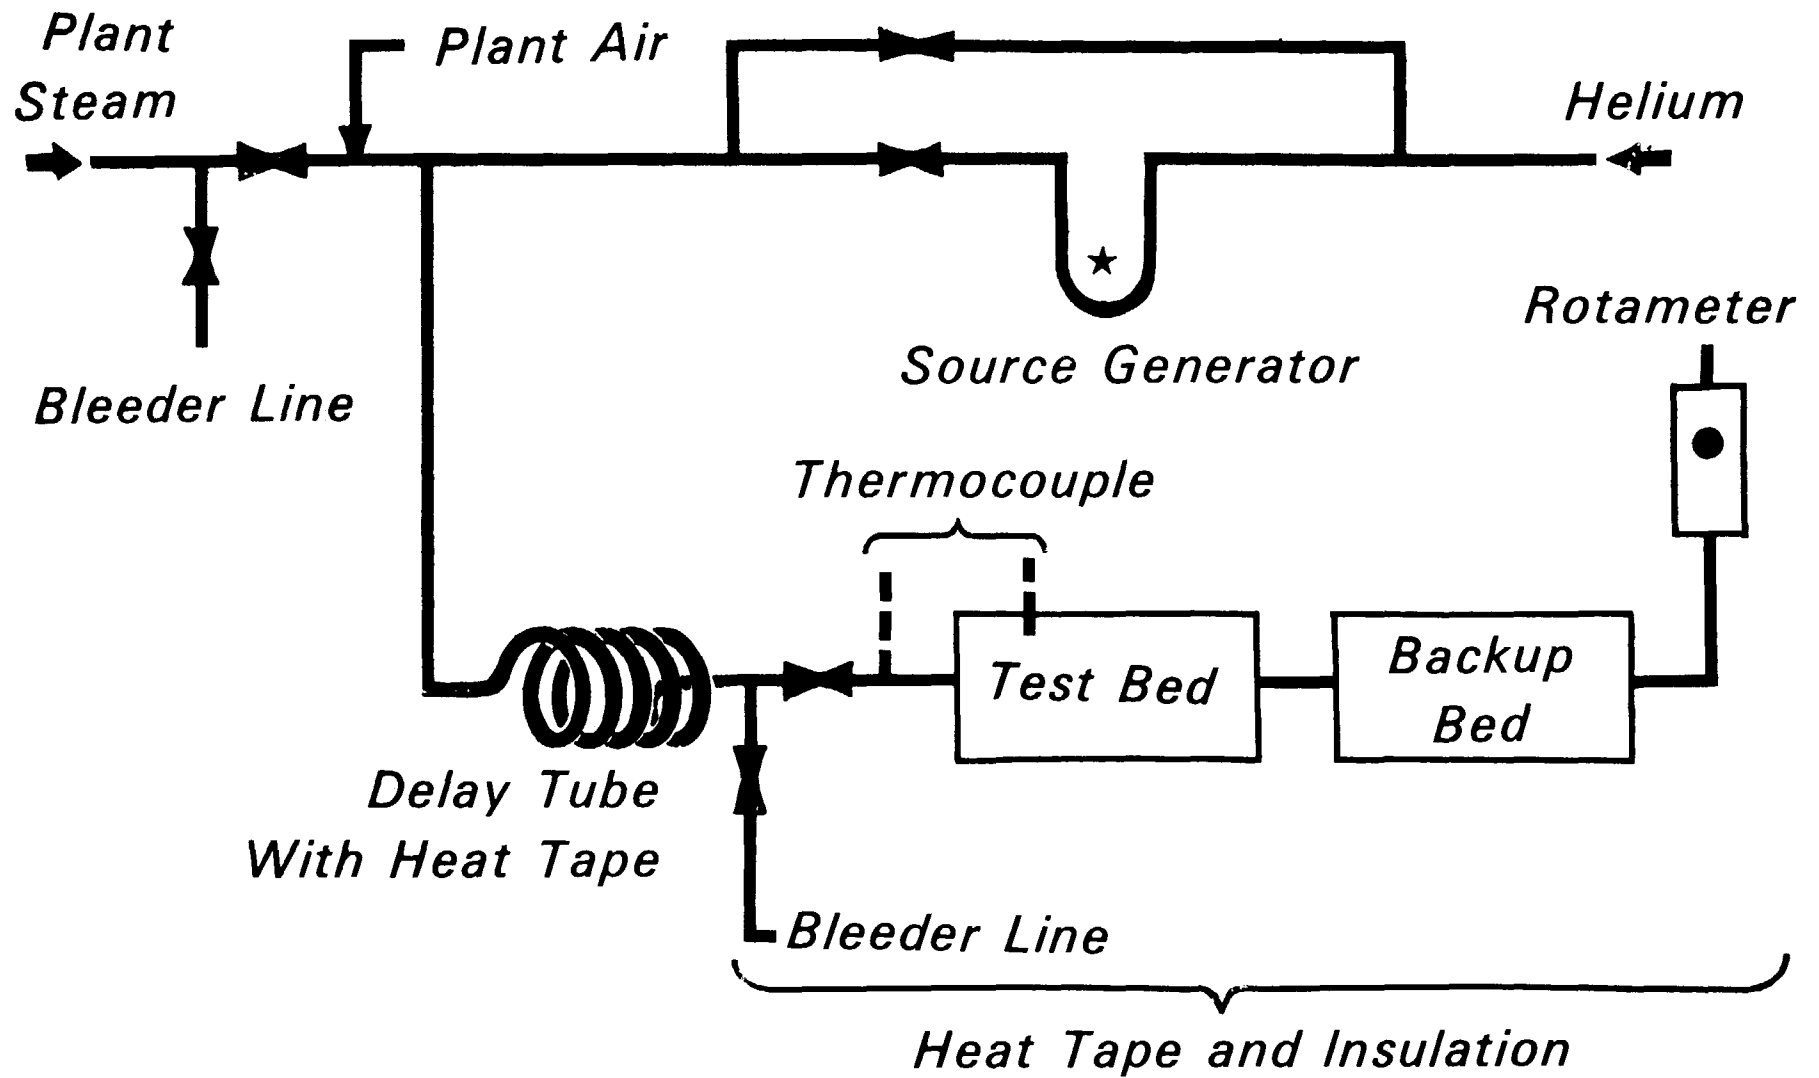 Plant
Steam
Plant Air
Helium
Bleeder Line
Source Generator
Rotameter
Thermocouple
Test Bed
Backup
Bed
Delay Tube
With Heat Tape
Bleeder Line
Heat Tape and Insulation